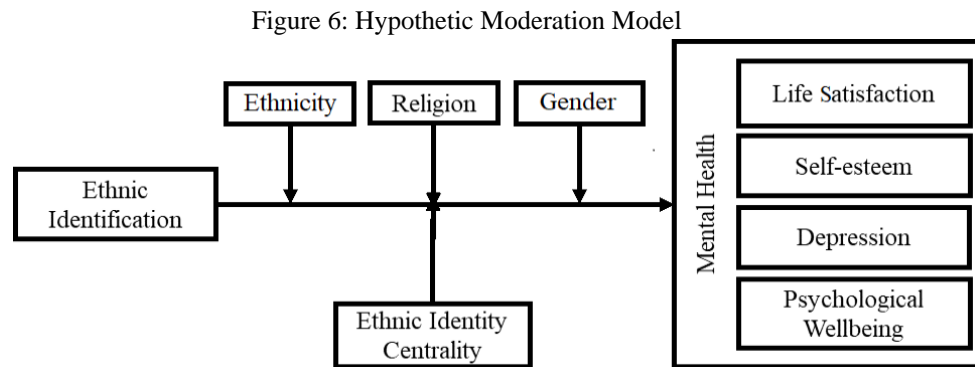 Figure 6: Hypothetic Moderation Model
Ethnicity
Religion
Gender
Ethnic
Identification
Ethnic Identity
Centrality
Mental Health
Life Satisfaction
Self-esteem
Depression
Psychological
Wellbeing